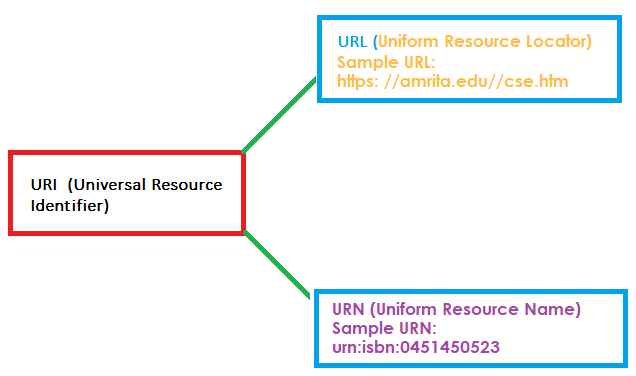 URL (Uniform Resource Locator)
Sample URL:
https: //amrita.edu//cse.htm
URI (Universal Resource
Identifier)
URN (Uniform Resource Name)
Sample URN:
urn:isbn:0451450523